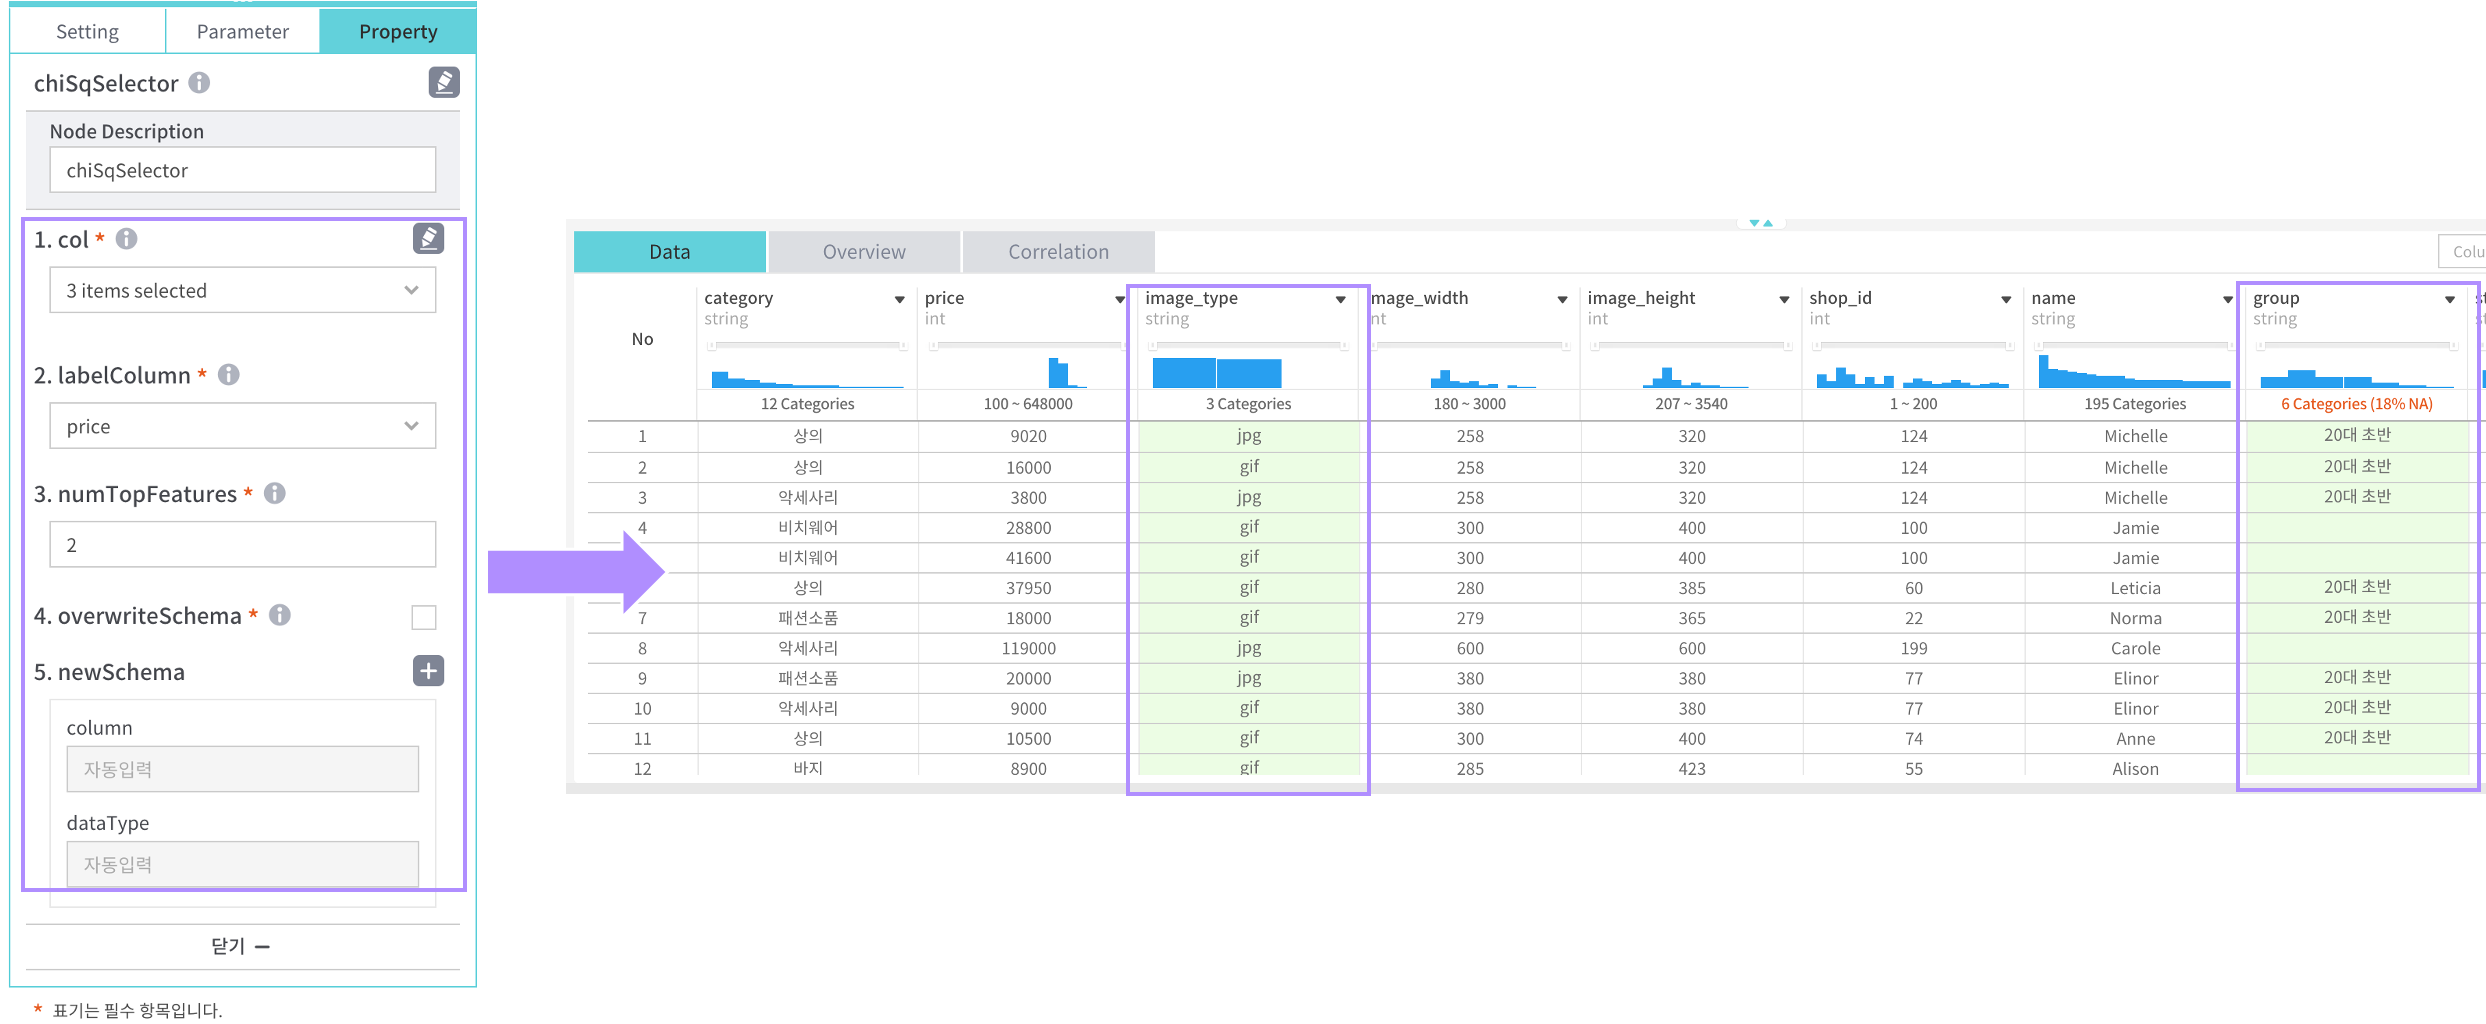 Setting Parameter Property
chiSqSelector
Node Description
chiSqSelector
1. col *
3 items selected
2. labelColumn *
price
3. numTopFeatures *
2
4. overwriteSchema *
5. newSchema
column
자동입력
dataType
자동입력
닫기
* 표기는 필수 항목입니다.
Data Overview Correlation
No category price image_type mage_width image_height shop_id name group
string int string nt int int string string
12 Categories 100 ~ 648000 3 Categories 180 ~ 3000 207 ~ 3540 1 ~ 200 195 Categories 6 Categories (18% NA)
1 상의 9020 jpg 258 320 124 Michelle 20대 초반
2 상의 16000 gif 258 320 124 Michelle 20대 초반
3 악세사리 3800 jpg 258 320 124 Michelle 20대 초반
4 비치웨어 28800 gif 300 400 100 Jamie
비치웨어 41600 gif 300 400 100 Jamie
상의 37950 gif 280 385 60 Leticia 20대 초반
7 패션소품 18000 gif 279 365 22 Norma 20대 초반
8 악세사리 119000 jpg 600 600 199 Carole
9 패션소품 20000 jpg 380 380 77 Elinor 20대 초반
10 악세사리 9000 gif 380 380 77 Elinor 20대 초반
11 상의 10500 gif 300 400 74 Anne 20대 초반
12 바지 8900 gif 285 423 55 Alison